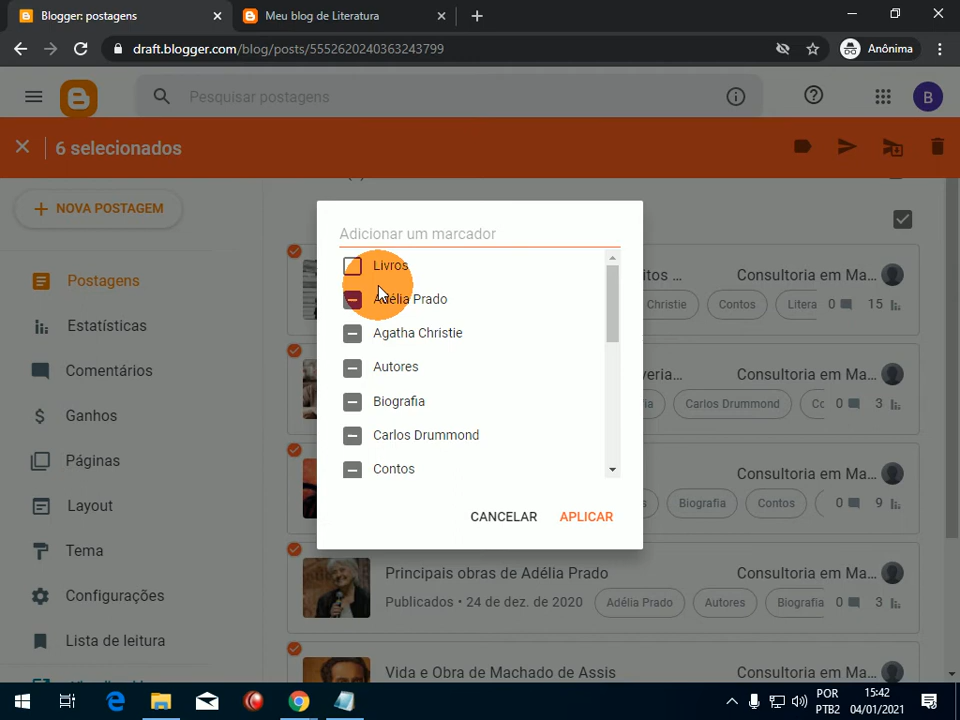 Blogger: postagens
Meu blog de Literatura
draft.blogger.com/blog/posts/5552620240363243799
Anônima
Pesquisar postagens
B
6 selecionados
NOVA POSTAGEM
Postagens
Estatísticas
Comentários
Ganhos
Páginas
Layout
Tema
Configurações
Lista de leitura
Adicionar um marcador
Livros
Adélia Prado
Agatha Christie
Autores
Biografia
Carlos Drummond
Contos
CANCELAR
APLICAR
Consultoria em Ma...
Christie
Contos
Litera
0
15
Consultoria em Ma...
Carlos Drummond
0
3
Consultoria em Ma...
Biografia
Contos
0
9
Principais obras de Adélia Prado
Consultoria em Ma...
Publicados • 24 de dez. de 2020
Adélia Prado
Autores
Biografia
0
3
Vida e Obra de Machado de Assis
Consultoria em Ma...
POR
PTB2
15:42
04/01/2021